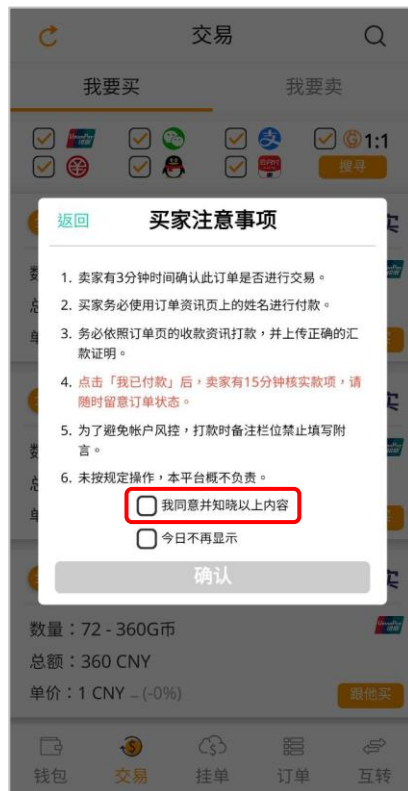 交易
我要买
我要卖
1:1
搜寻
返回
买家注意事项
1. 卖家有3分钟时间确认此订单是否进行交易。
2. 买家务必使用订单资讯页上的姓名进行付款。
3. 务必依照订单页的收款资讯打款，并上传正确的汇
款证明。
4. 点击「我已付款」后，卖家有15分钟核实款项，请
随时留意订单状态。
5. 为了避免帐户风控，打款时备注栏位禁止填写附
言。
6. 未按规定操作，本平台概不负责。
我同意并知晓以上内容
今日不再显示
确认
数量：72 - 360G币
总额：360 CNY
单价：1 CNY – (-0%)
跟他买
钱包
交易
挂单
订单
互转